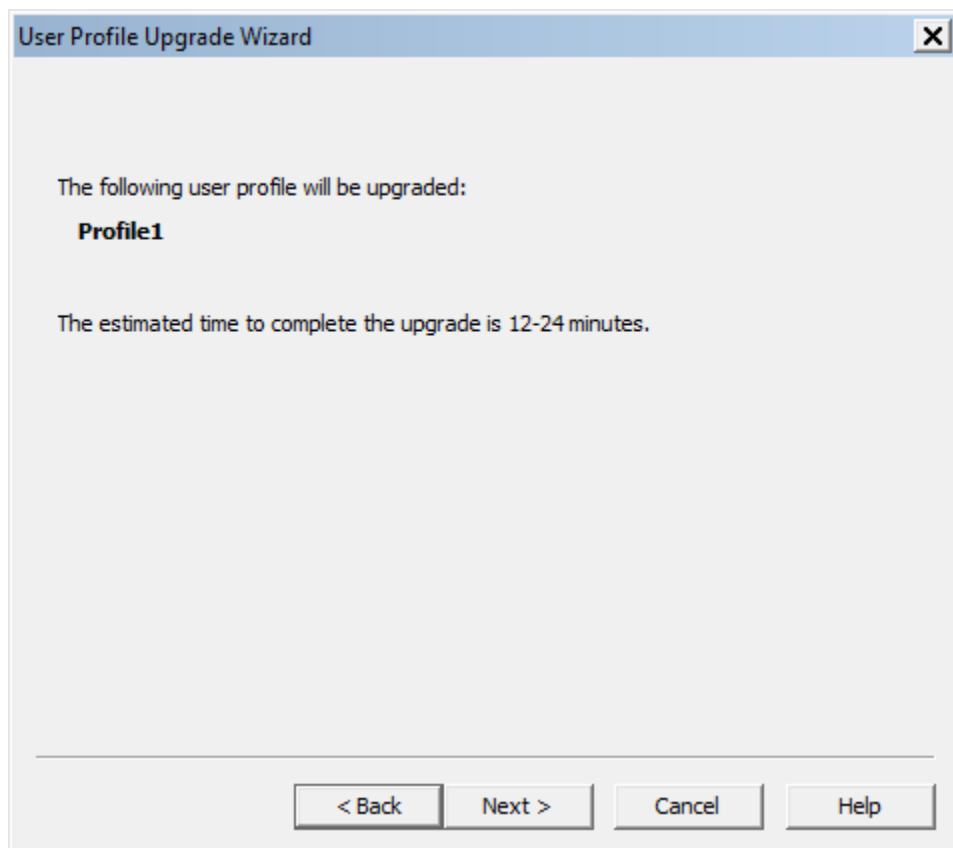 User Profile Upgrade Wizard
The following user profile will be upgraded:
Profile1
The estimated time to complete the upgrade is 12-24 minutes.
< Back
Next >
Cancel
Help